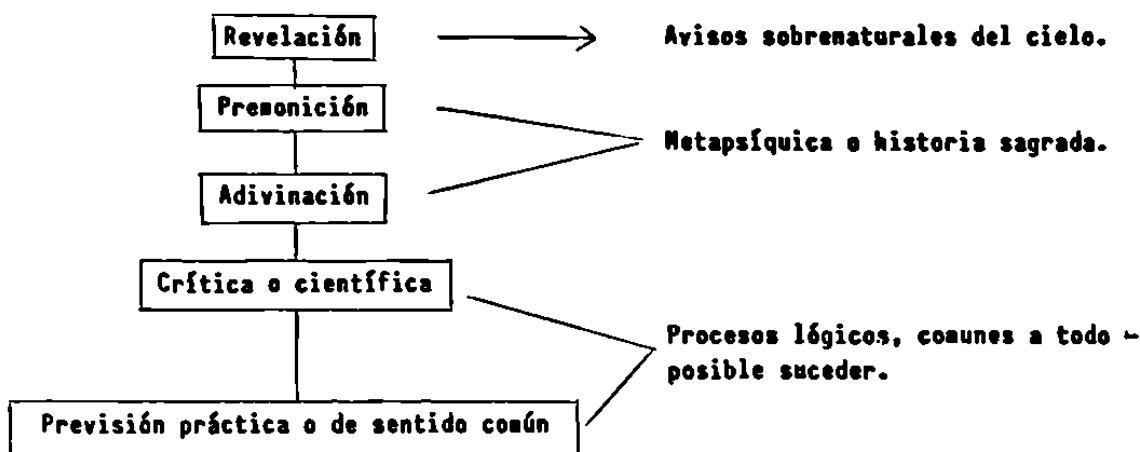 Revelación
Avisos sobrenaturales del cielo.
Premonición
Metapsíquica o historia sagrada.
Adivinación
Crítica o científica
Procesos lógicos, comunes a todo -
posible suceder.
Previsión práctica o de sentido común